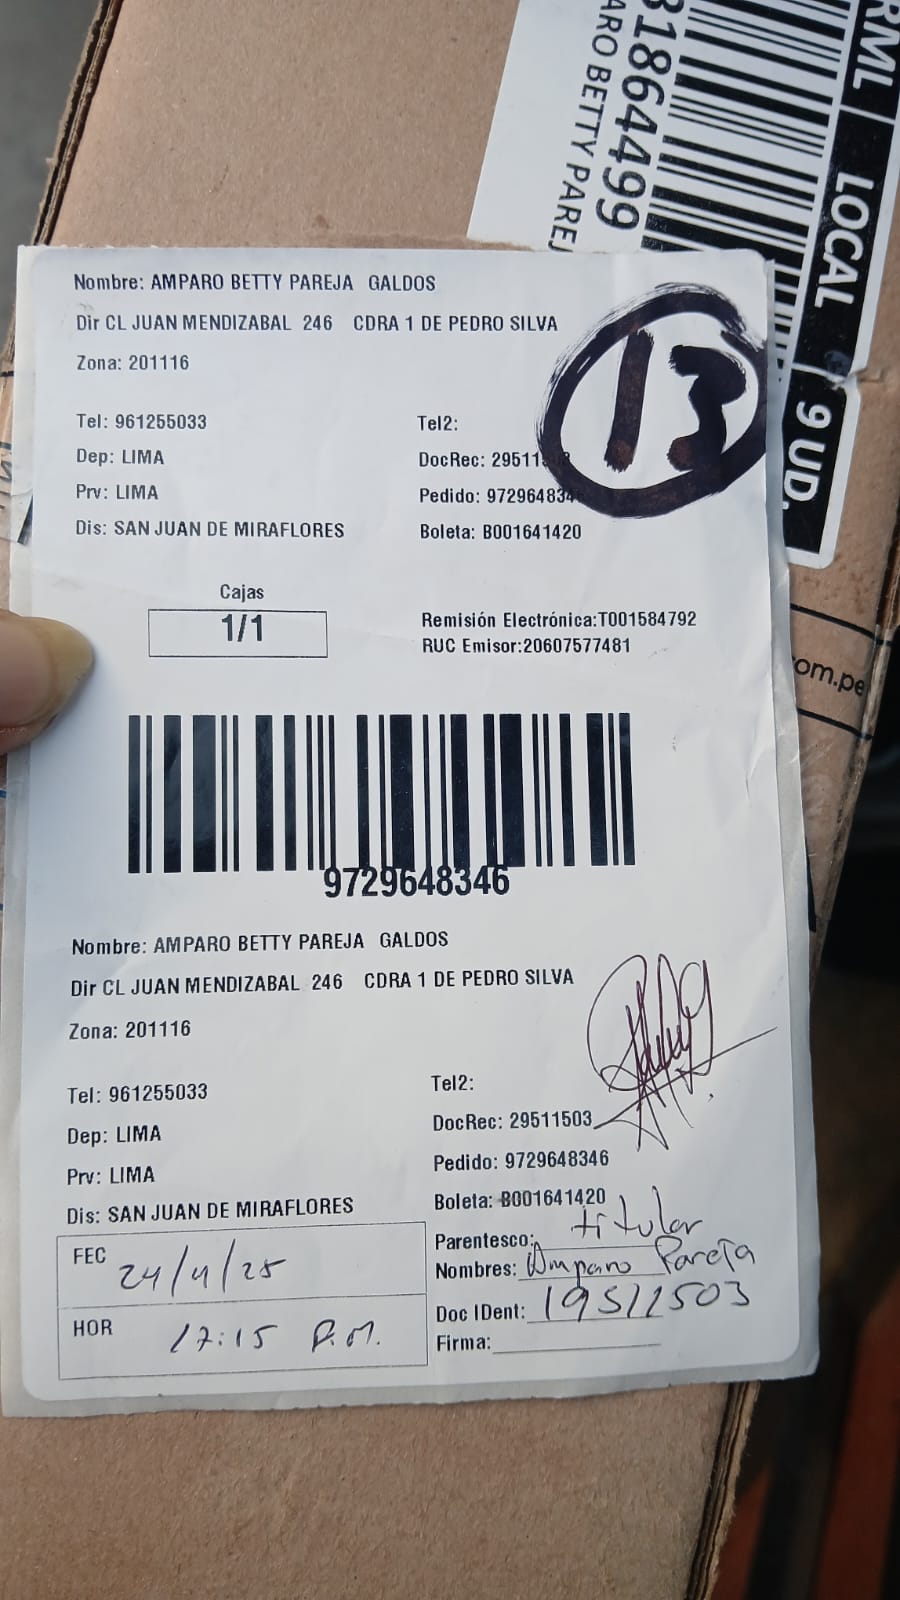 RML LOCAL 9 UD.
31864499
ARO BETTY PAREJ
Nombre: AMPARO BETTY PAREJA GALDOS
Dir CL JUAN MENDIZABAL 246 CDRA 1 DE PEDRO SILVA
Zona: 201116
13
Tel: 961255033 Tel2:
Dep: LIMA DocRec: 29511
Prv: LIMA Pedido: 972964834
Dis: SAN JUAN DE MIRAFLORES Boleta: B001641420
Cajas
1/1
Remisión Electrónica:T001584792
RUC Emisor:20607577481
om.pe
9729648346
Nombre: AMPARO BETTY PAREJA GALDOS
Dir CL JUAN MENDIZABAL 246 CDRA 1 DE PEDRO SILVA
Zona: 201116
Tel: 961255033 Tel2:
Dep: LIMA DocRec: 29511503
Prv: LIMA Pedido: 9729648346
Dis: SAN JUAN DE MIRAFLORES Boleta: B001641420
Parentesco: titular
FEC 24/4/25 Nombres: Amparo Pareja
Doc IDent: 19511503
HOR 17:15 P.M. Firma: